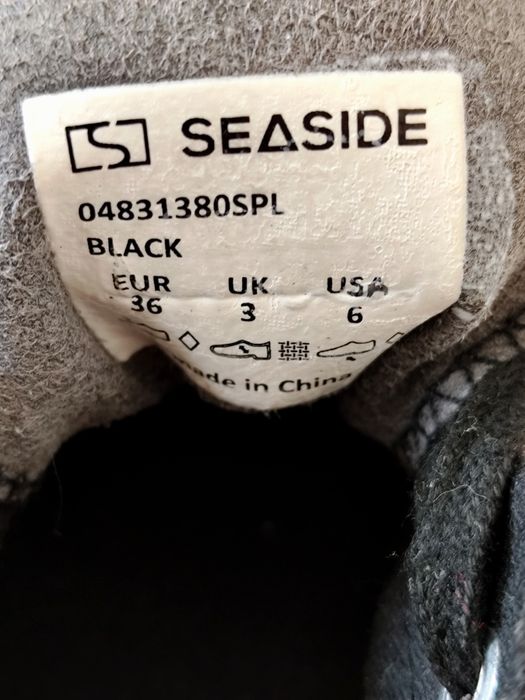 SEASIDE
04831380SPL
BLACK
EUR UK USA
36 3 6
Made in China